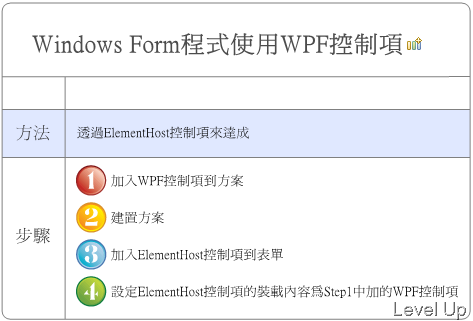 Windows Form程式使用WPF控制項
方法
透過ElementHost控制項來達成
步驟
1 加入WPF控制項到方案
2 建置方案
3 加入ElementHost控制項到表單
4 設定ElementHost控制項的裝載內容為Step1中加的WPF控制項
Level Up